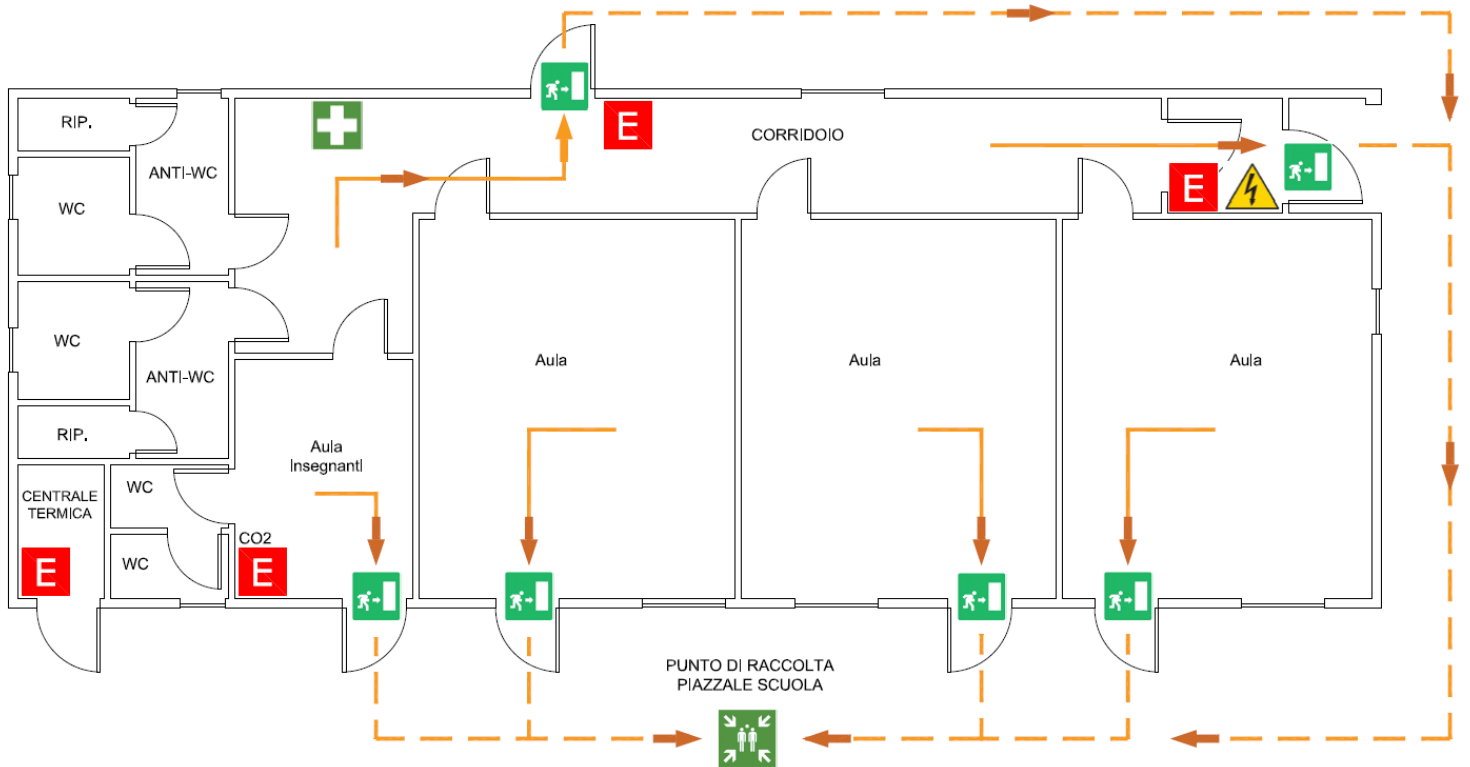 RIP.
E
CORRIDOIO
ANTI-WC
WC
E
WC
Aula
Aula
Aula
ANTI-WC
RIP.
Aula
Insegnanti
WC
CENTRALE
TERMICA
CO2
WC
E
E
PUNTO DI RACCOLTA
PIAZZALE SCUOLA